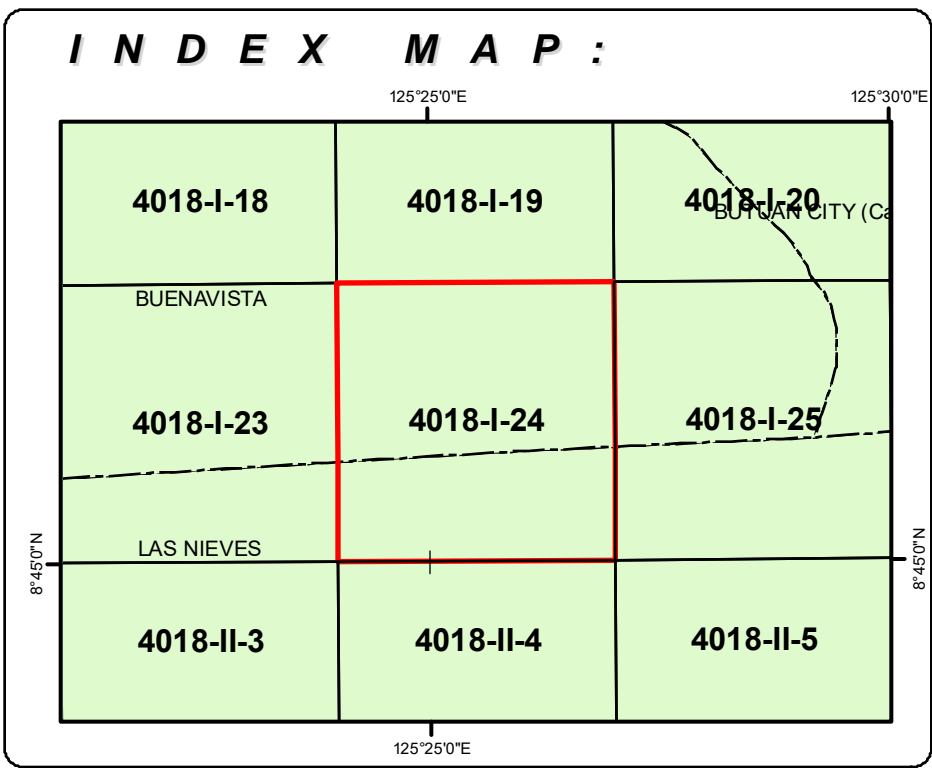 INDEX MAP:
125°25'0"E
125°30'0"E
4018-I-18
4018-I-19
4018-I-20
BUTUAN CITY (Ca
BUENAVISTA
4018-I-23
4018-I-24
4018-I-25
LAS NIEVES
8°45'0"N
8°45'0"N
4018-II-3
4018-II-4
4018-II-5
125°25'0"E